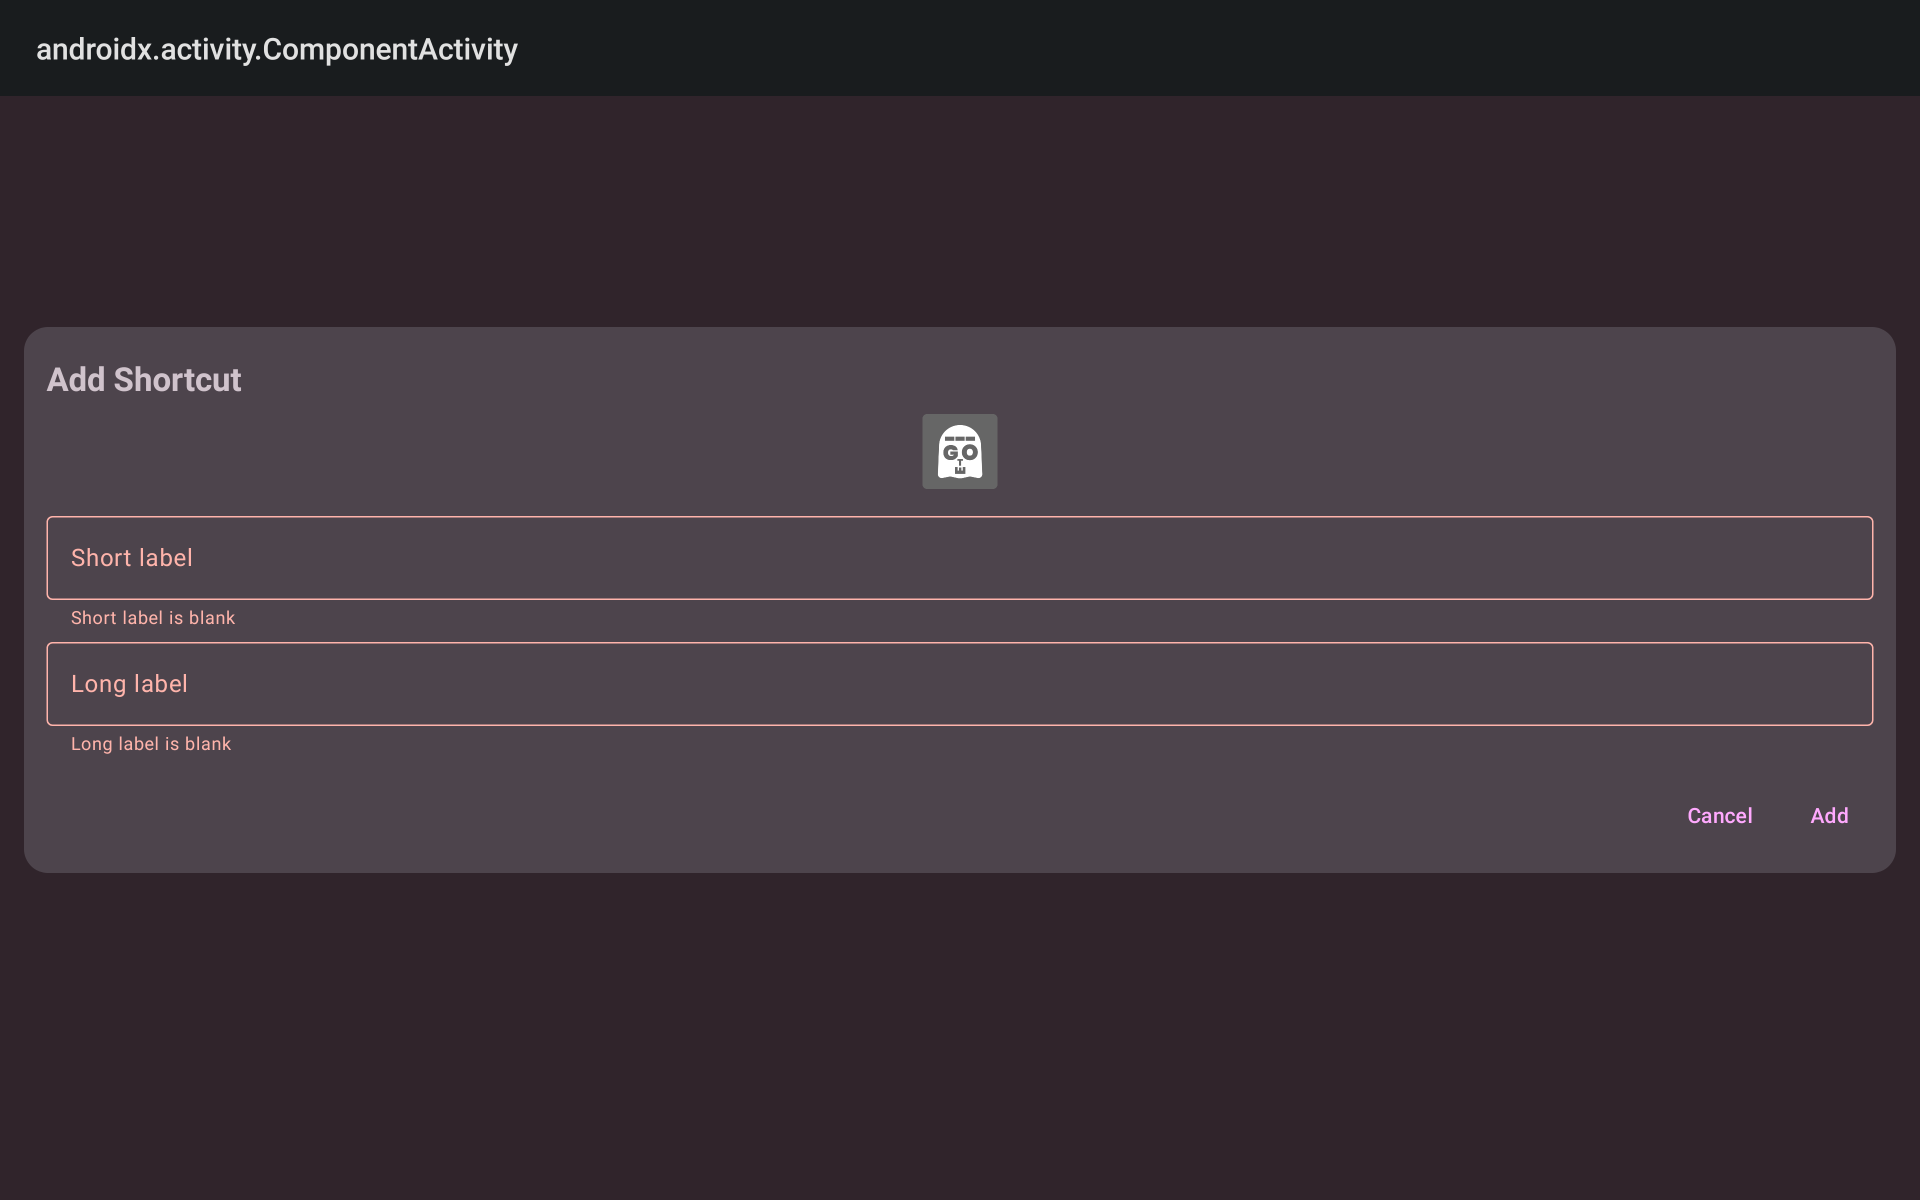 androidx.activity.ComponentActivity
Add Shortcut
GO
T
Short label
Short label is blank
Long label
Long label is blank
Cancel
Add